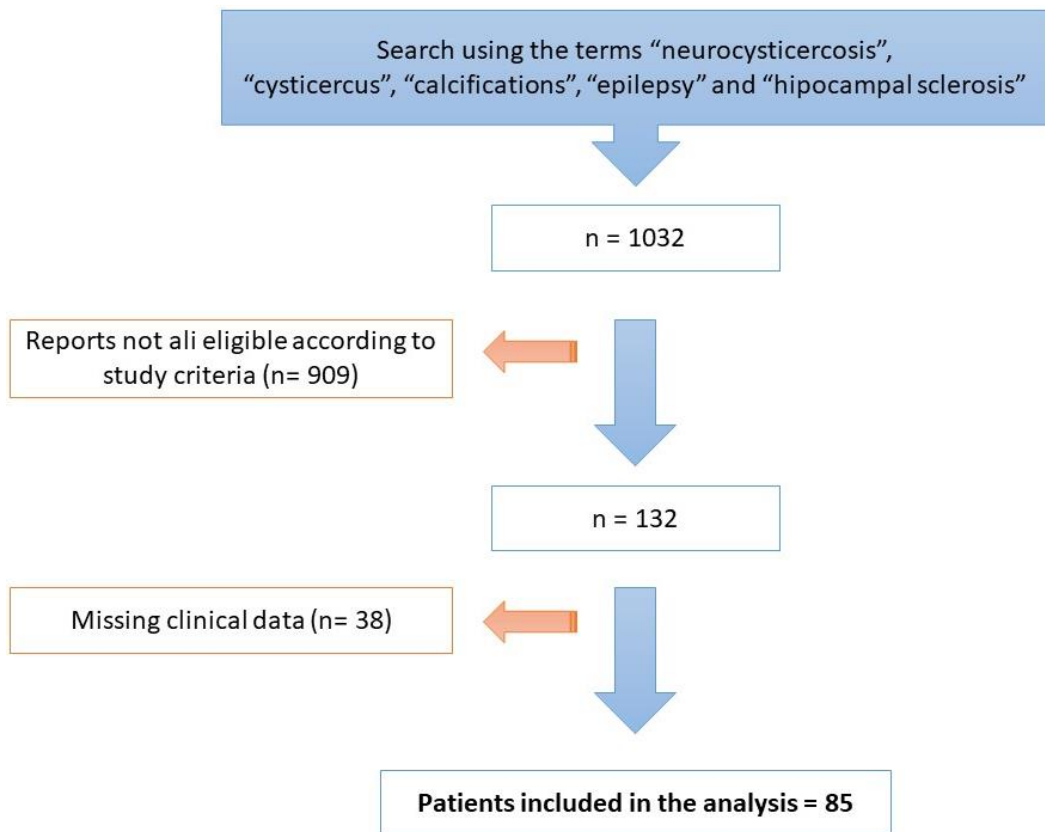 Search using the terms “neurocysticercosis”,
“cysticercus”, “calcifications”, “epilepsy” and “hipocampal sclerosis”
n = 1032
Reports not ali eligible according to
study criteria (n= 909)
n = 132
Missing clinical data (n= 38)
Patients included in the analysis = 85